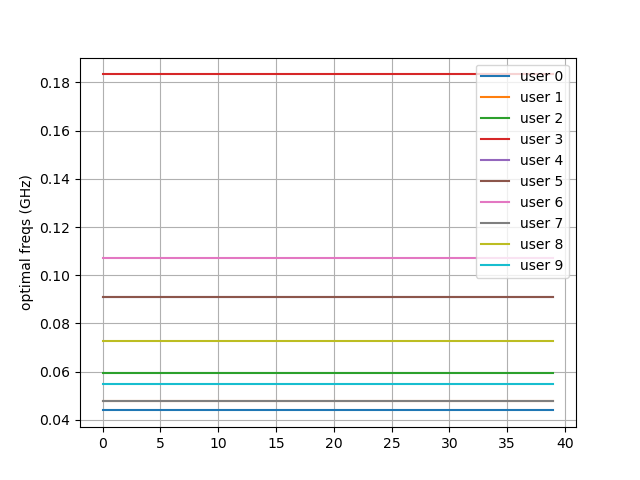 optimal freqs (GHz)
0.18
0.16
0.14
0.12
0.10
0.08
0.06
0.04
0 5 10 15 20 25 30 35 40
user 0
user 1
user 2
user 3
user 4
user 5
user 6
user 7
user 8
user 9